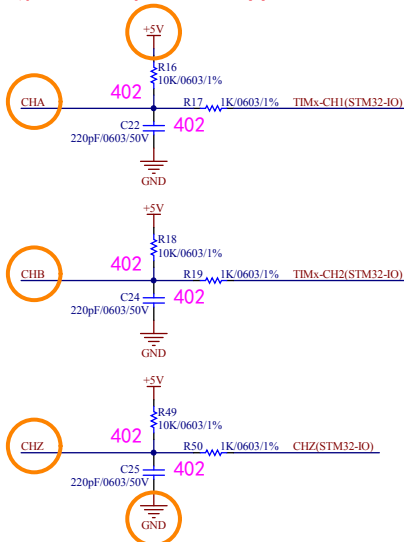 +5V
R16
10K/0603/1%
402
CHA
R17
1K/0603/1%
TIMx-CH1(STM32-IO)
C22
402
220pF/0603/50V
GND
+5V
R18
10K/0603/1%
402
CHB
R19
1K/0603/1%
TIMx-CH2(STM32-IO)
C24
402
220pF/0603/50V
GND
+5V
R49
10K/0603/1%
402
CHZ
R50
1K/0603/1%
CHZ(STM32-IO)
C25
402
220pF/0603/50V
GND